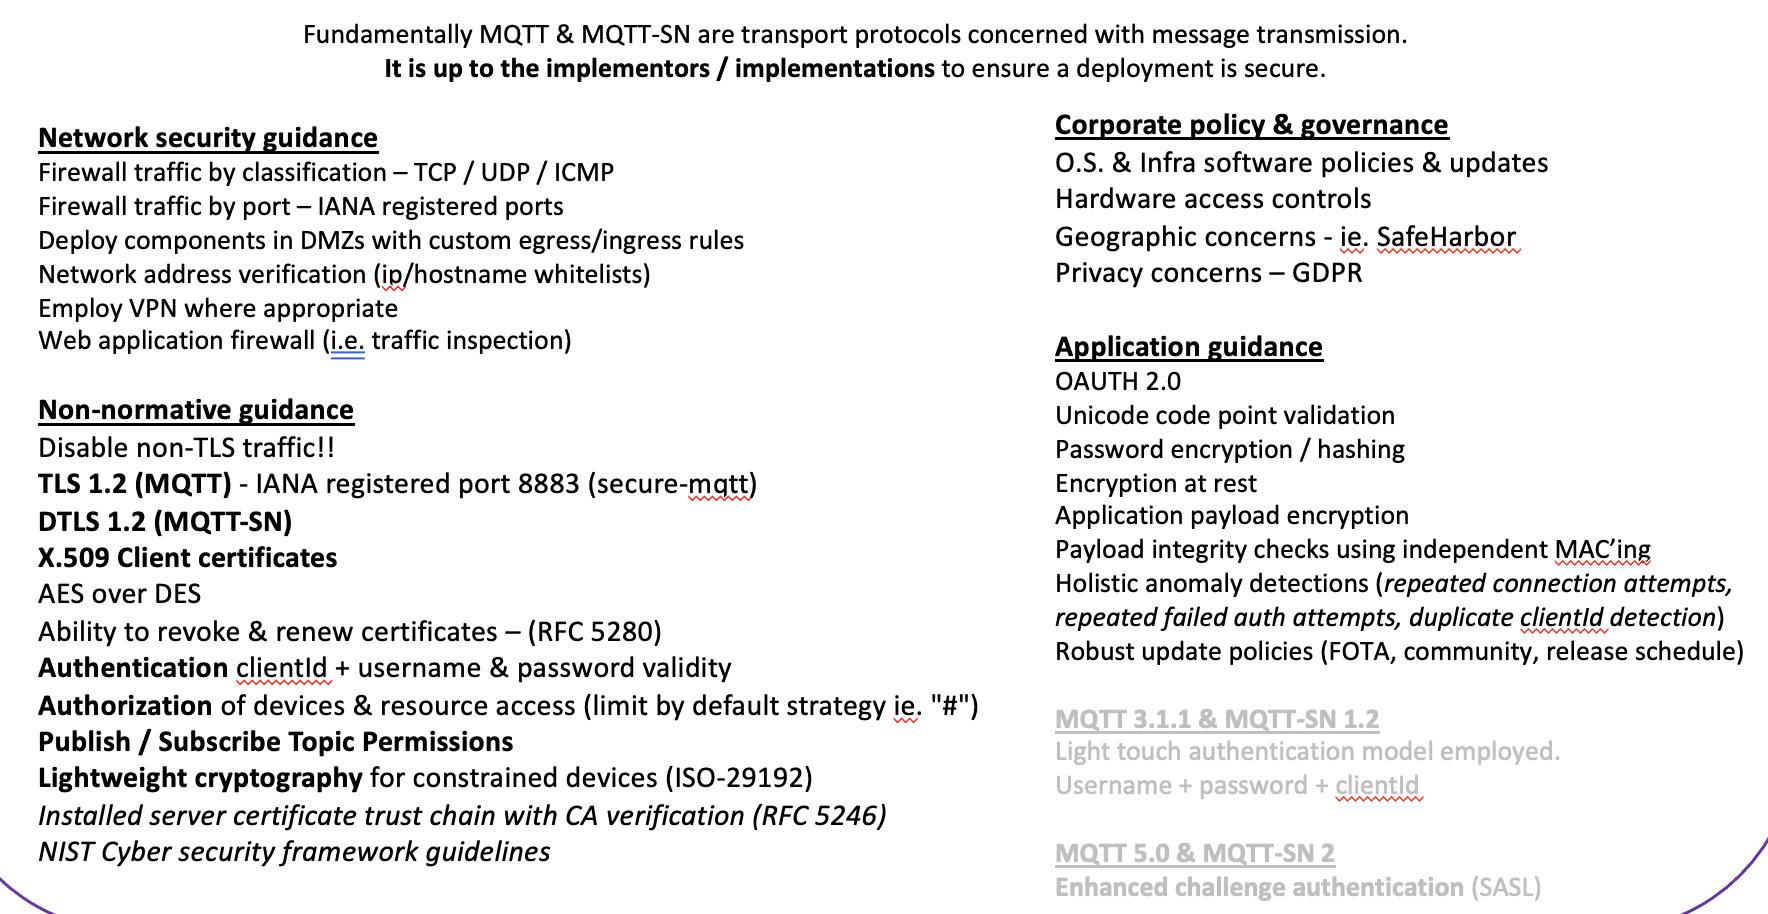 Fundamentally MQTT & MQTT-SN are transport protocols concerned with message transmission.
It is up to the implementors / implementations to ensure a deployment is secure.
Network security guidance
Firewall traffic by classification – TCP / UDP / ICMP
Firewall traffic by port – IANA registered ports
Deploy components in DMZs with custom egress/ingress rules
Network address verification (ip/hostname whitelists)
Employ VPN where appropriate
Web application firewall (i.e. traffic inspection)
Non-normative guidance
Disable non-TLS traffic!!
TLS 1.2 (MQTT) - IANA registered port 8883 (secure-mqtt)
DTLS 1.2 (MQTT-SN)
X.509 Client certificates
AES over DES
Ability to revoke & renew certificates – (RFC 5280)
Authentication clientId + username & password validity
Authorization of devices & resource access (limit by default strategy ie. "#")
Publish / Subscribe Topic Permissions
Lightweight cryptography for constrained devices (ISO-29192)
Installed server certificate trust chain with CA verification (RFC 5246)
NIST Cyber security framework guidelines
Corporate policy & governance
O.S. & Infra software policies & updates
Hardware access controls
Geographic concerns - ie. SafeHarbor
Privacy concerns – GDPR
Application guidance
OAUTH 2.0
Unicode code point validation
Password encryption / hashing
Encryption at rest
Application payload encryption
Payload integrity checks using independent MAC’ing
Holistic anomaly detections (repeated connection attempts,
repeated failed auth attempts, duplicate clientId detection)
Robust update policies (FOTA, community, release schedule)
MQTT 3.1.1 & MQTT-SN 1.2
Light touch authentication model employed.
Username + password + clientId
MQTT 5.0 & MQTT-SN 2
Enhanced challenge authentication (SASL)